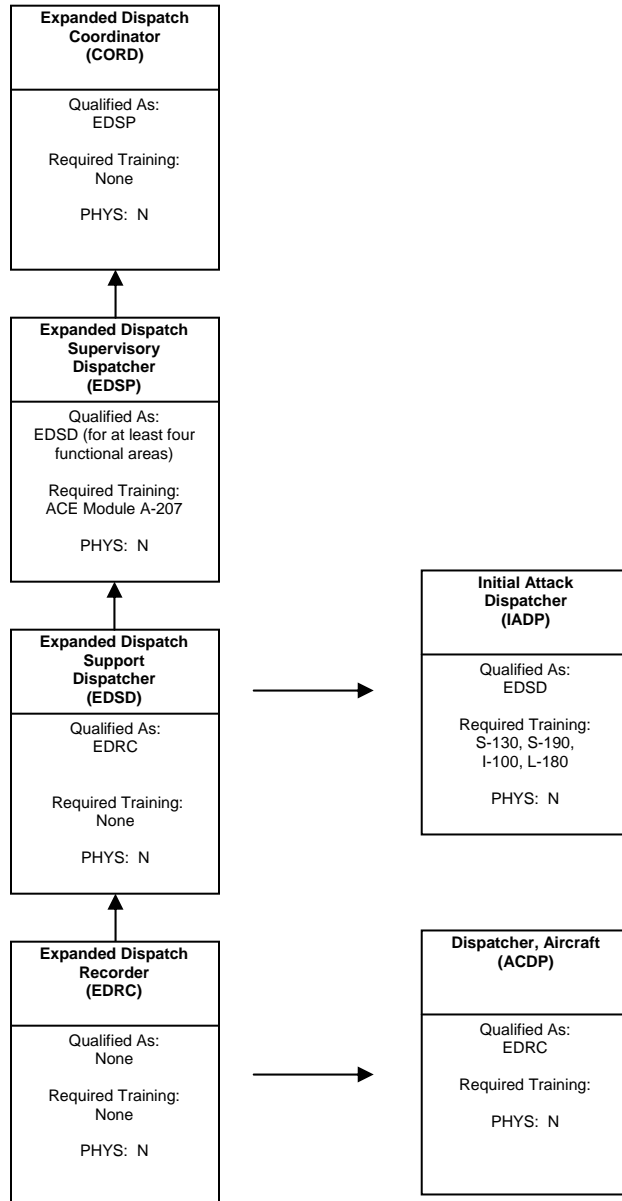 Expanded Dispatch
Coordinator
(CORD)
Qualified As:
EDSP
Required Training:
None
PHYS: N
Expanded Dispatch
Supervisory
Dispatcher
(EDSP)
Qualified As:
EDSD (for at least four
functional areas)
Required Training:
ACE Module A-207
PHYS: N
Expanded Dispatch
Support
Dispatcher
(EDSD)
Qualified As:
EDRC
Required Training:
None
PHYS: N
Initial Attack
Dispatcher
(IADP)
Qualified As:
EDSD
Required Training:
S-130, S-190,
I-100, L-180
PHYS: N
Expanded Dispatch
Recorder
(EDRC)
Qualified As:
None
Required Training:
None
PHYS: N
Dispatcher, Aircraft
(ACDP)
Qualified As:
EDRC
Required Training:
PHYS: N